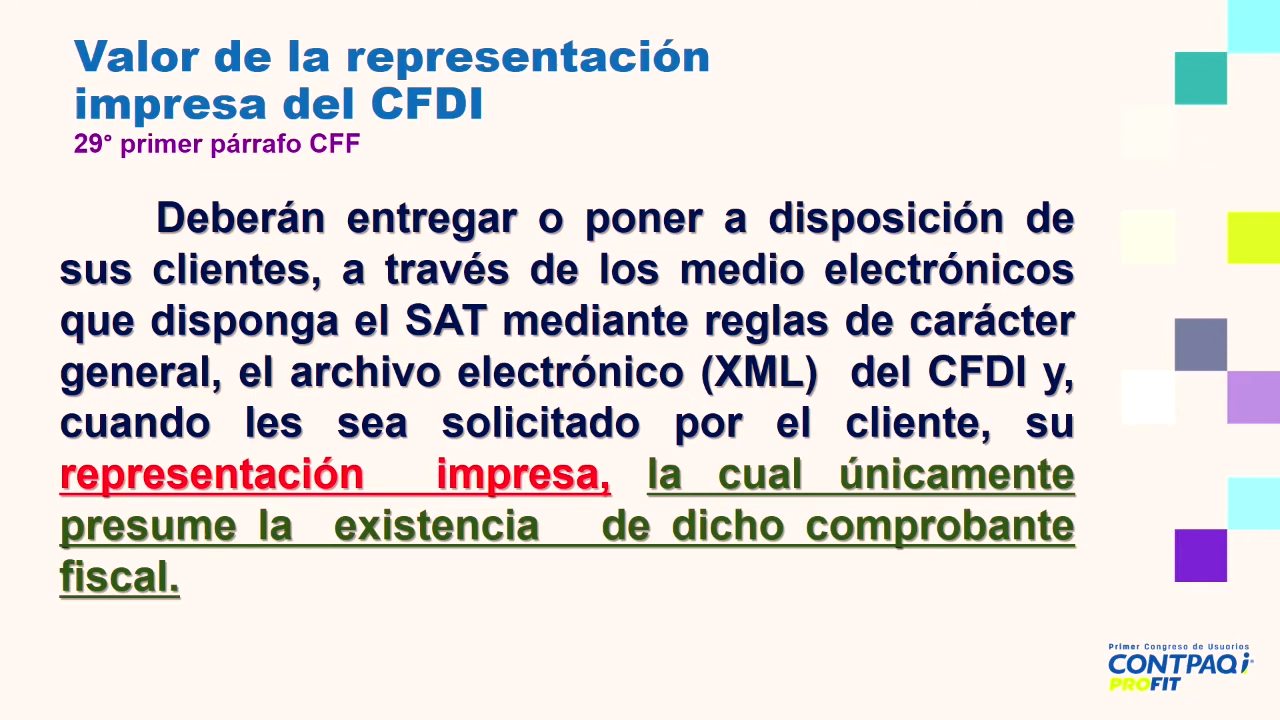 Valor de la representación
impresa del CFDI
29° primer párrafo CFF
Deberán entregar o poner a disposición de
sus clientes, a través de los medio electrónicos
que disponga el SAT mediante reglas de carácter
general, el archivo electrónico (XML) del CFDI y,
cuando les sea solicitado por el cliente, su
representación impresa, la cual únicamente
presume la existencia de dicho comprobante
fiscal.
Primer Congreso de Usuarios
CONTPAQi
PROFIT